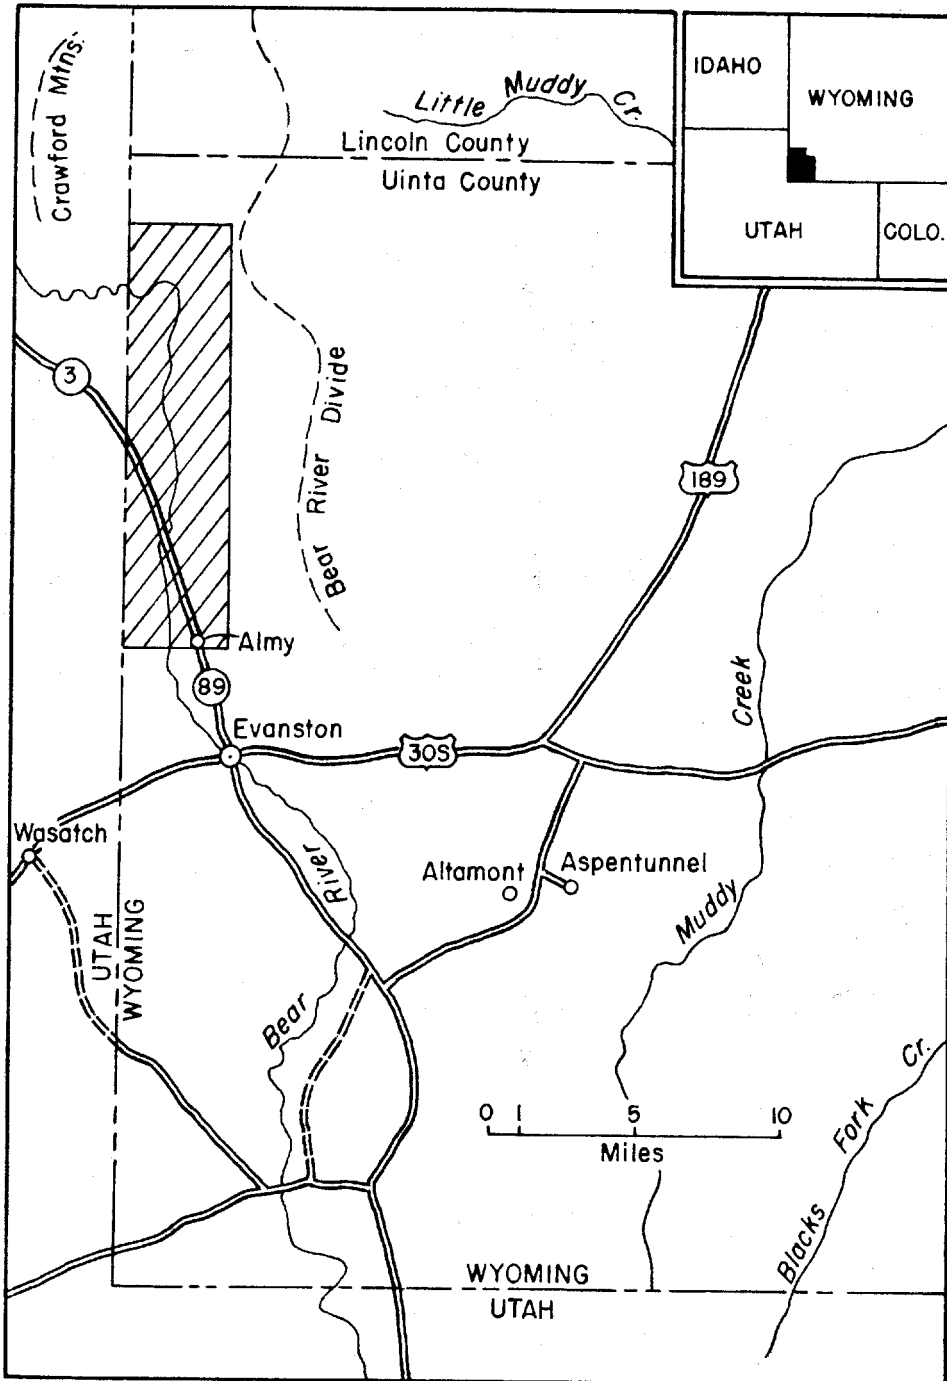 Crawford Mtns.
Little Muddy Cr.
Lincoln County
Uinta County
IDAHO
WYOMING
UTAH
COLO.
3
Bear River Divide
189
Almy
89
Evanston
30S
Creek
Muddy
Wasatch
River
Bear
Altamont
Aspentunnel
UTAH
WYOMING
0 1 5 10
Miles
Blacks Fork Cr.
WYOMING
UTAH